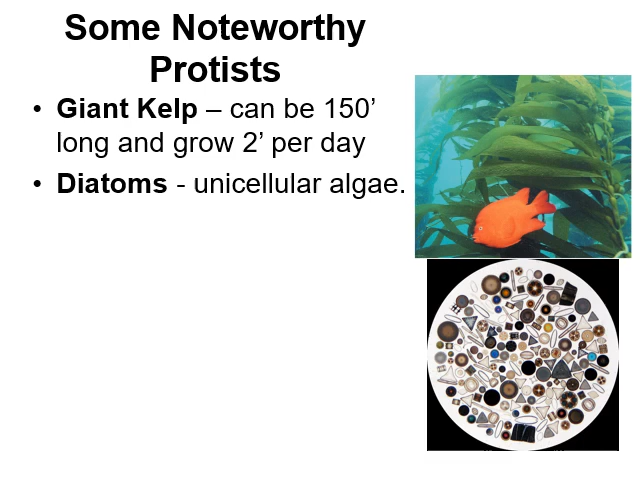 Some Noteworthy
Protists
• Giant Kelp – can be 150’
long and grow 2’ per day
• Diatoms - unicellular algae.